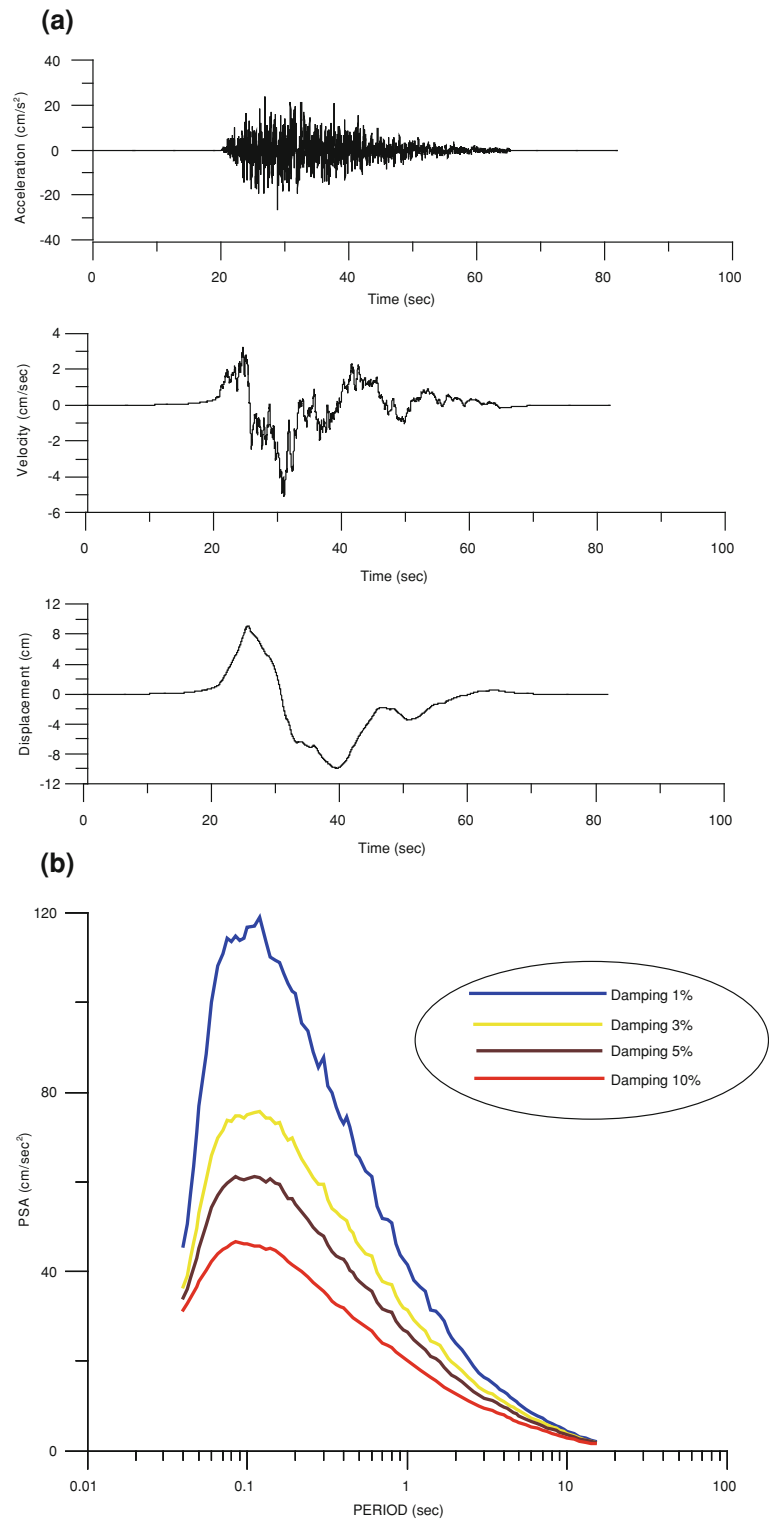 (a)
40
20
0
-20
-40
Acceleration (cm/s²)
0 20 40 60 80 100
Time (sec)
4
2
0
-2
-4
-6
Velocity (cm/sec)
0 20 40 60 80 100
Time (sec)
12
8
4
0
-4
-8
-12
Displacement (cm)
0 20 40 60 80 100
Time (sec)
(b)
120
80
40
0
PSA (cm/sec²)
Damping 1%
Damping 3%
Damping 5%
Damping 10%
0.01 0.1 1 10 100
PERIOD (sec)